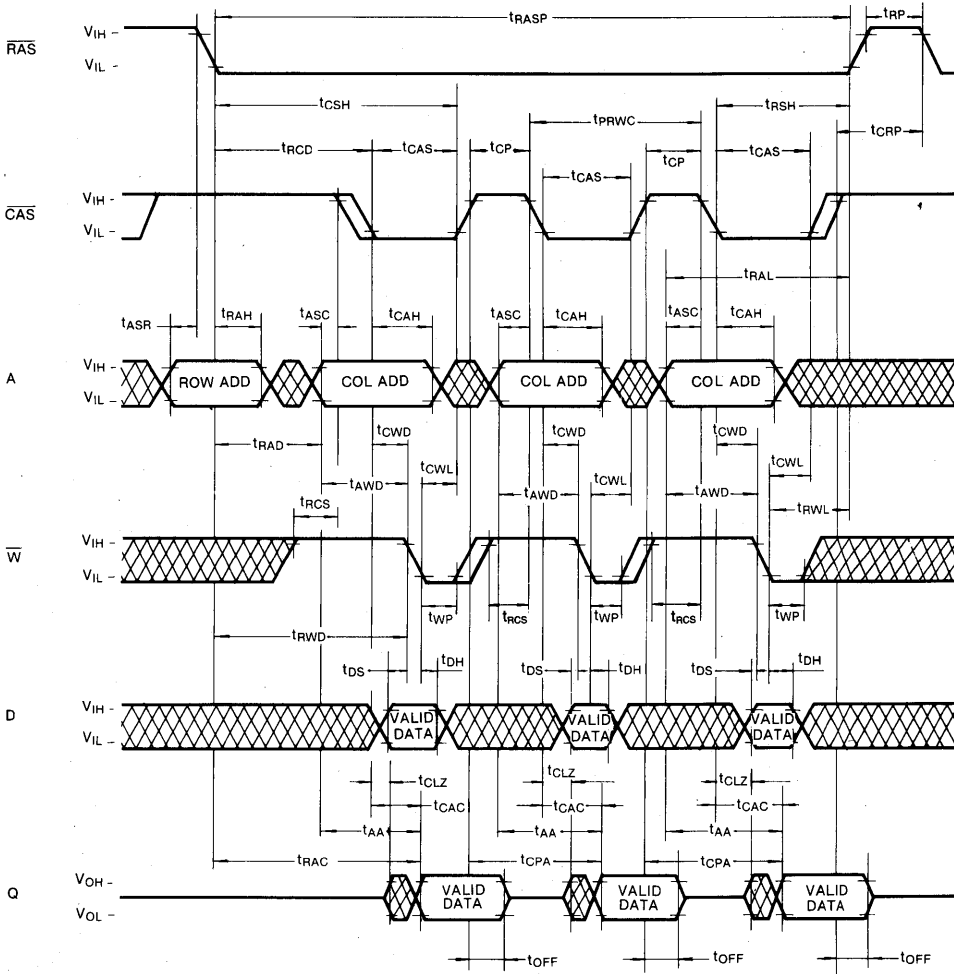 tRASP
tRP
RAS
VIH
VIL
tCSH
tRSH
tPRWC
tCRP
tRCD
tCAS
tCP
tCP
tCAS
tCAS
CAS
VIH
VIL
tRAL
tASR
tRAH
tASC
tCAH
tASC
tCAH
tASC
tCAH
A
VIH
VIL
ROW ADD
COL ADD
COL ADD
COL ADD
tRAD
tCWD
tCWD
tCWD
tCWL
tCWL
tCWL
tAWD
tAWD
tAWD
tRCS
tRWL
W
VIH
VIL
tWP
tRCS
tWP
tRCS
tWP
tRWD
tDS
tDH
tDS
tDH
tDS
tDH
D
VIH
VIL
VALID DATA
VALID DATA
VALID DATA
tCLZ
tCLZ
tCLZ
tCAC
tCAC
tCAC
tAA
tAA
tAA
tRAC
tCPA
tCPA
Q
VOH
VOL
VALID DATA
VALID DATA
VALID DATA
tOFF
tOFF
tOFF